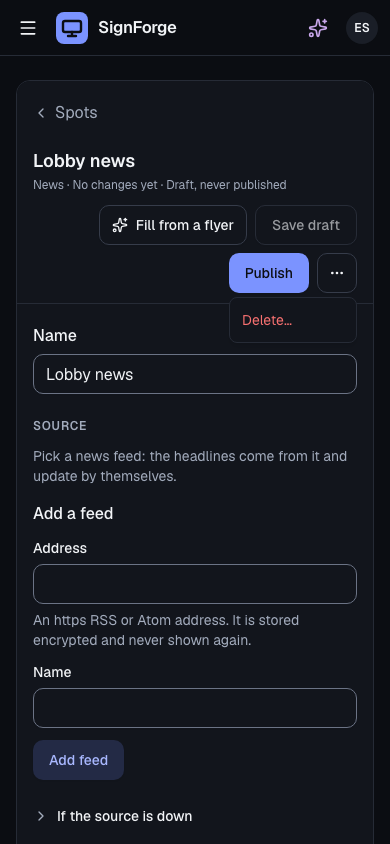 SignForge
ES
Spots
Lobby news
News · No changes yet · Draft, never published
Fill from a flyer
Save draft
Publish
...
Delete...
Name
Lobby news
SOURCE
Pick a news feed: the headlines come from it and
update by themselves.
Add a feed
Address
An https RSS or Atom address. It is stored
encrypted and never shown again.
Name
Add feed
If the source is down